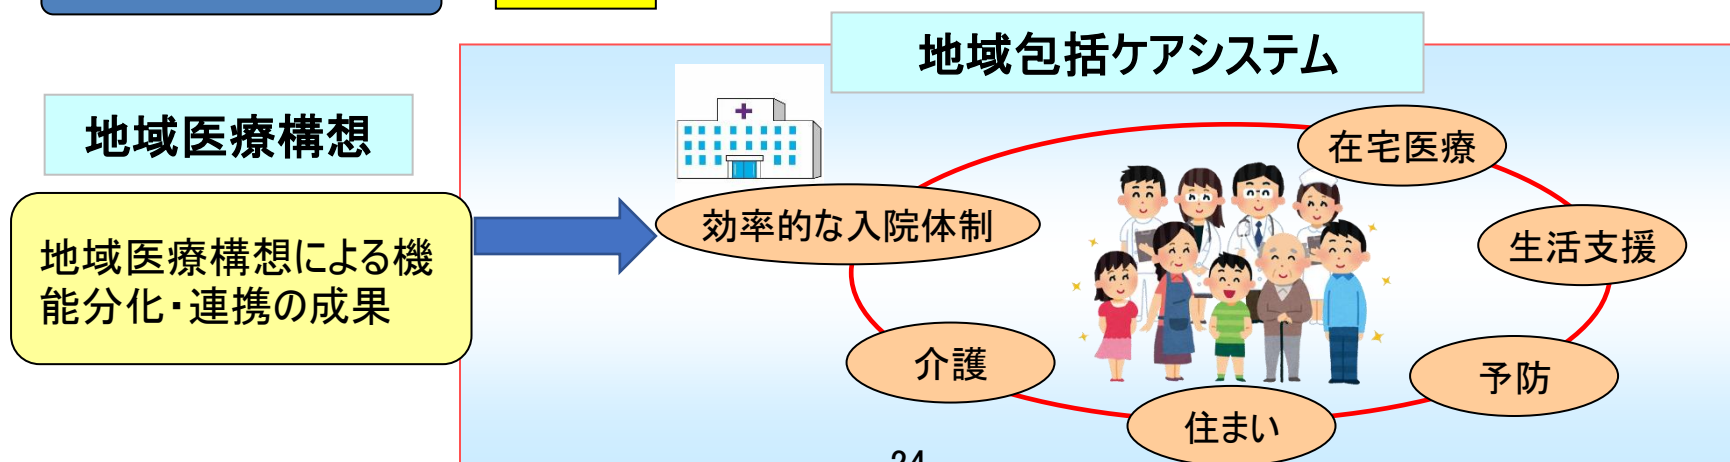 地域包括ケアシステム
地域医療構想
在宅医療
効率的な入院体制
生活支援
地域医療構想による機
能分化・連携の成果
介護
予防
住まい